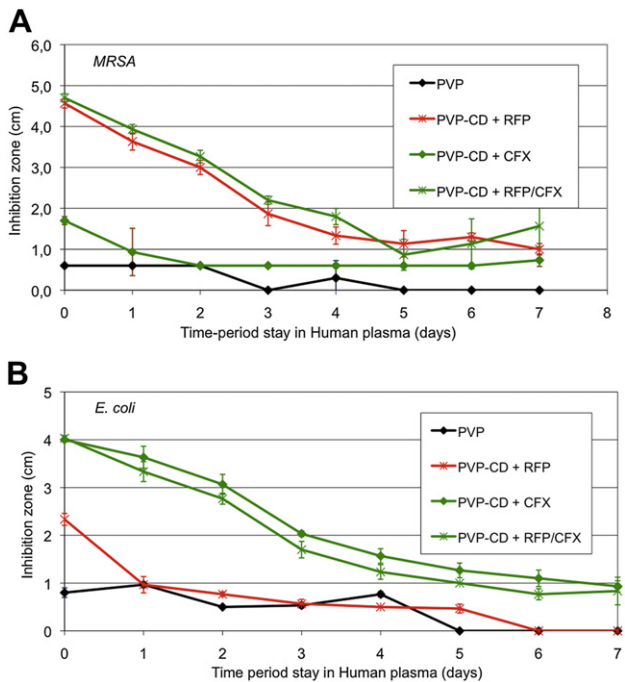 A
MRSA
6,0
5,0
4,0
3,0
2,0
1,0
0,0
Inhibition zone (cm)
PVP
PVP-CD + RFP
PVP-CD + CFX
PVP-CD + RFP/CFX
0 1 2 3 4 5 6 7 8
Time-period stay in Human plasma (days)
B
E. coli
5
4
3
2
1
0
Inhibition zone (cm)
PVP
PVP-CD + RFP
PVP-CD + CFX
PVP-CD + RFP/CFX
0 1 2 3 4 5 6 7
Time period stay in Human plasma (days)